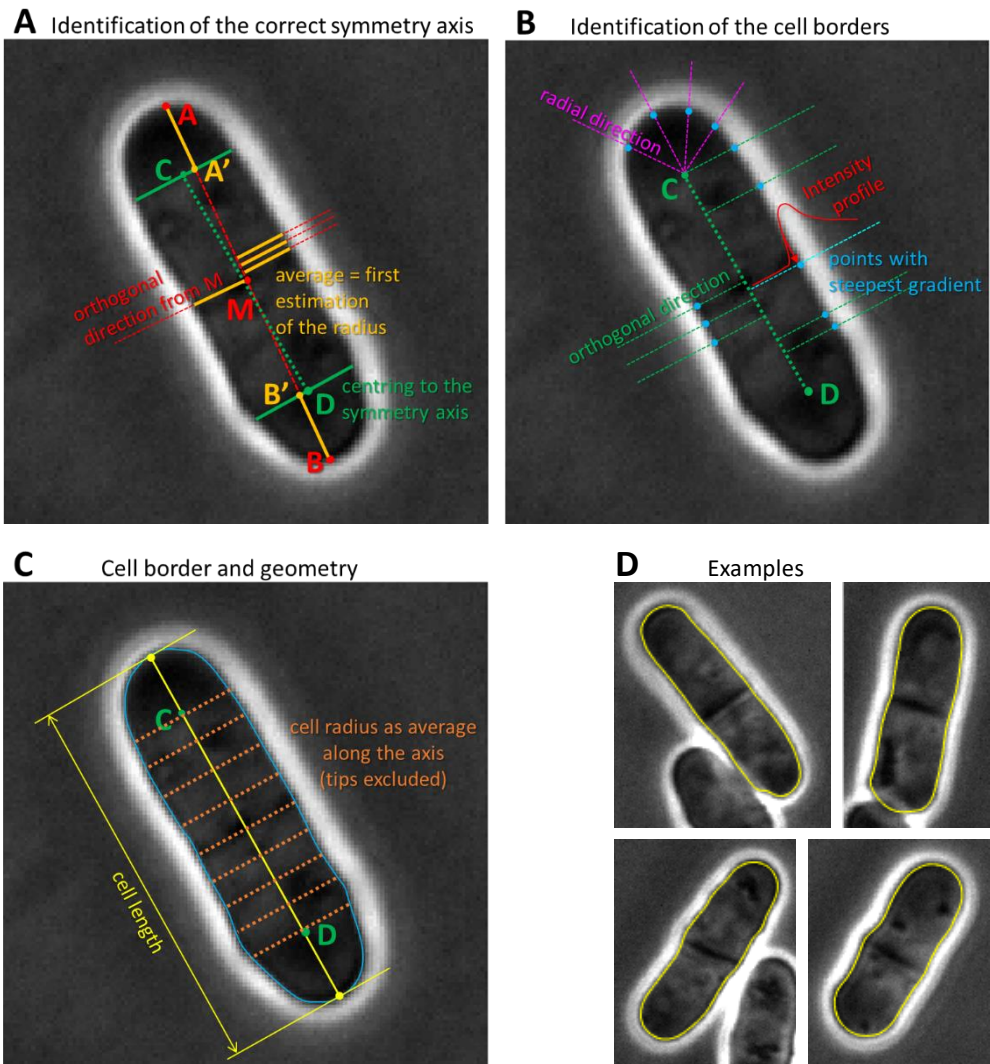 A Identification of the correct symmetry axis
A
C
A’
orthogonal
direction from M
M
average = first
estimation
of the radius
B’
D
centring to the
symmetry axis
B
B Identification of the cell borders
radial direction
C
Intensity
profile
points with
steepest gradient
orthogonal direction
D
C Cell border and geometry
C
cell radius as average
along the axis
(tips excluded)
cell length
D
D Examples